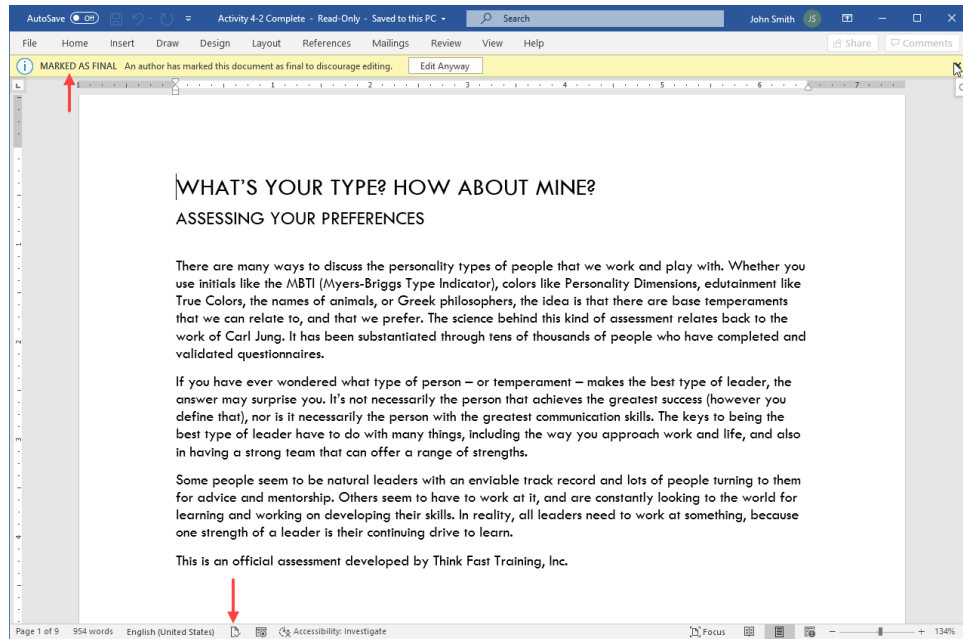 AutoSave Off Activity 4-2 Complete - Read-Only - Saved to this PC Search John Smith JS
File Home Insert Draw Design Layout References Mailings Review View Help Share Comments
MARKED AS FINAL An author has marked this document as final to discourage editing. Edit Anyway
1 1 2 3 4 5 6 7
WHAT'S YOUR TYPE? HOW ABOUT MINE?
ASSESSING YOUR PREFERENCES
There are many ways to discuss the personality types of people that we work and play with. Whether you
use initials like the MBTI (Myers-Briggs Type Indicator), colors like Personality Dimensions, edutainment like
True Colors, the names of animals, or Greek philosophers, the idea is that there are base temperaments
that we can relate to, and that we prefer. The science behind this kind of assessment relates back to the
work of Carl Jung. It has been substantiated through tens of thousands of people who have completed and
validated questionnaires.
If you have ever wondered what type of person – or temperament – makes the best type of leader, the
answer may surprise you. It's not necessarily the person that achieves the greatest success (however you
define that), nor is it necessarily the person with the greatest communication skills. The keys to being the
best type of leader have to do with many things, including the way you approach work and life, and also
in having a strong team that can offer a range of strengths.
Some people seem to be natural leaders with an enviable track record and lots of people turning to them
for advice and mentorship. Others seem to have to work at it, and are constantly looking to the world for
learning and working on developing their skills. In reality, all leaders need to work at something, because
one strength of a leader is their continuing drive to learn.
This is an official assessment developed by Think Fast Training, Inc.
Page 1 of 9 954 words English (United States) Accessibility: Investigate Focus 134%